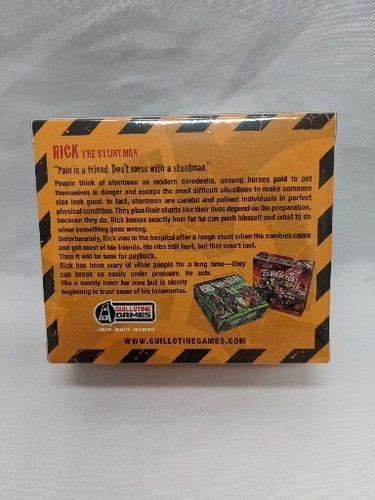 RICK THE STUNTMAN
"Pain is a friend. Don't mess with a stuntman."
People think of stuntmen as modern daredevils, unsung heroes paid to put
themselves in danger and escape the most difficult situations to make someone
else look good. In fact, stuntmen are careful and patient individuals in perfect
physical condition. They plan their stunts like their lives depend on the preparation,
because they do. Rick knows exactly how far he can push himself and what to do
when something goes wrong.
Unfortunately, Rick was in the hospital after a rough stunt when the zombies came
and got most of his friends. His ribs still hurt, but that won't last.
Then it will be time for payback.
Rick has been wary of other people for a long time—they
can break so easily under pressure. He acts
like a moody loner for now but is slowly
beginning to trust some of his teammates.
GUILLOTINE
GAMES
WWW.GUILLOTINEGAMES.COM